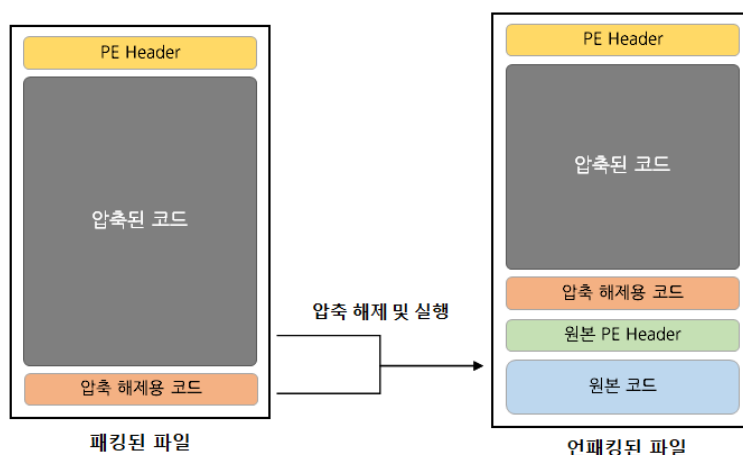 PE Header
압축된 코드
압축 해제용 코드
패킹된 파일
압축 해제 및 실행
PE Header
압축된 코드
압축 해제용 코드
원본 PE Header
원본 코드
언패킹된 파일